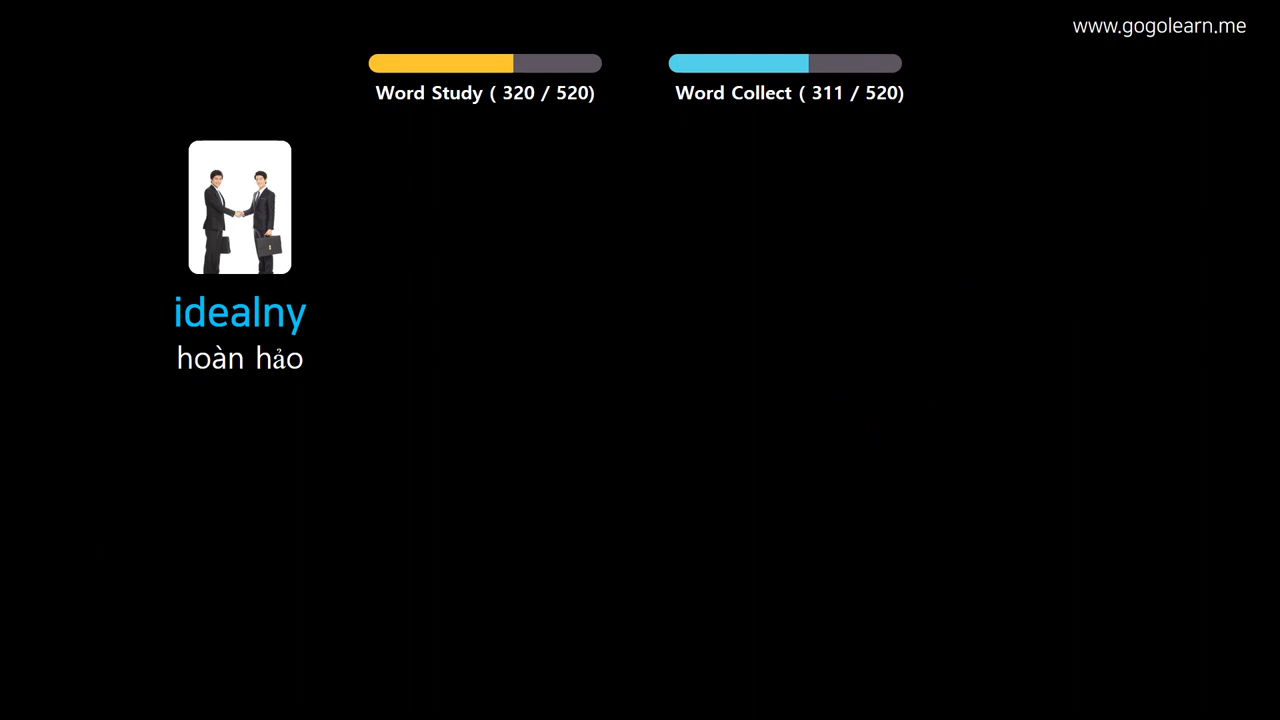 www.gogolearn.me
Word Study ( 320 / 520)
Word Collect ( 311 / 520)
idealny
hoàn hảo